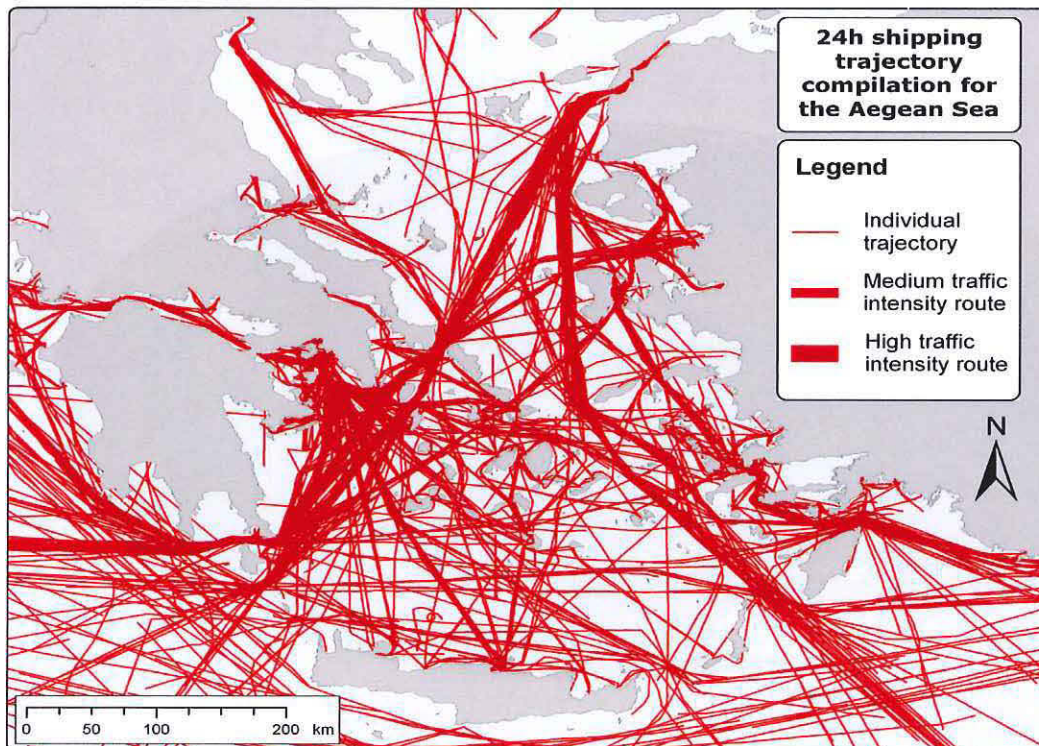 24h shipping
trajectory
compilation for
the Aegean Sea
Legend
Individual
trajectory
Medium traffic
intensity route
High traffic
intensity route
N
0 50 100 200 km